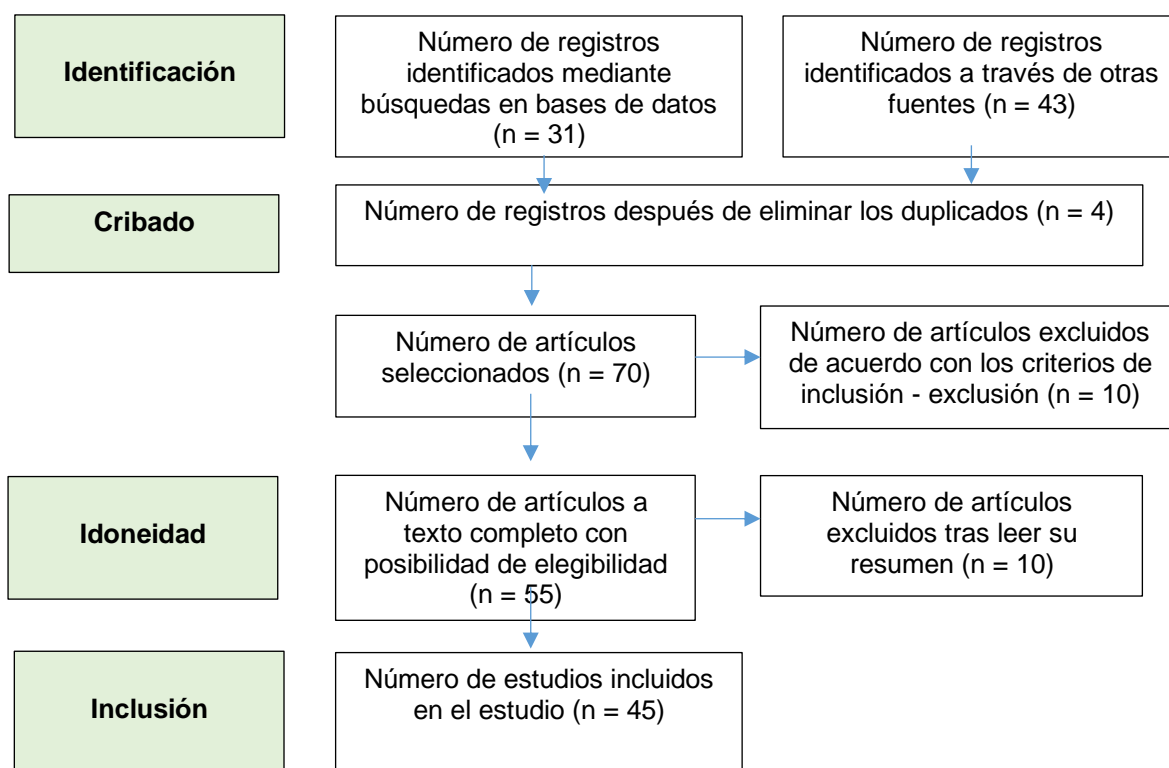 Identificación
Número de registros
identificados mediante
búsquedas en bases de datos
(n = 31)
Número de registros
identificados a través de otras
fuentes (n = 43)
Cribado
Número de registros después de eliminar los duplicados (n = 4)
Número de artículos
seleccionados (n = 70)
Número de artículos excluidos
de acuerdo con los criterios de
inclusión - exclusión (n = 10)
Idoneidad
Número de artículos a
texto completo con
posibilidad de elegibilidad
(n = 55)
Número de artículos
excluidos tras leer su
resumen (n = 10)
Inclusión
Número de estudios incluidos
en el estudio (n = 45)